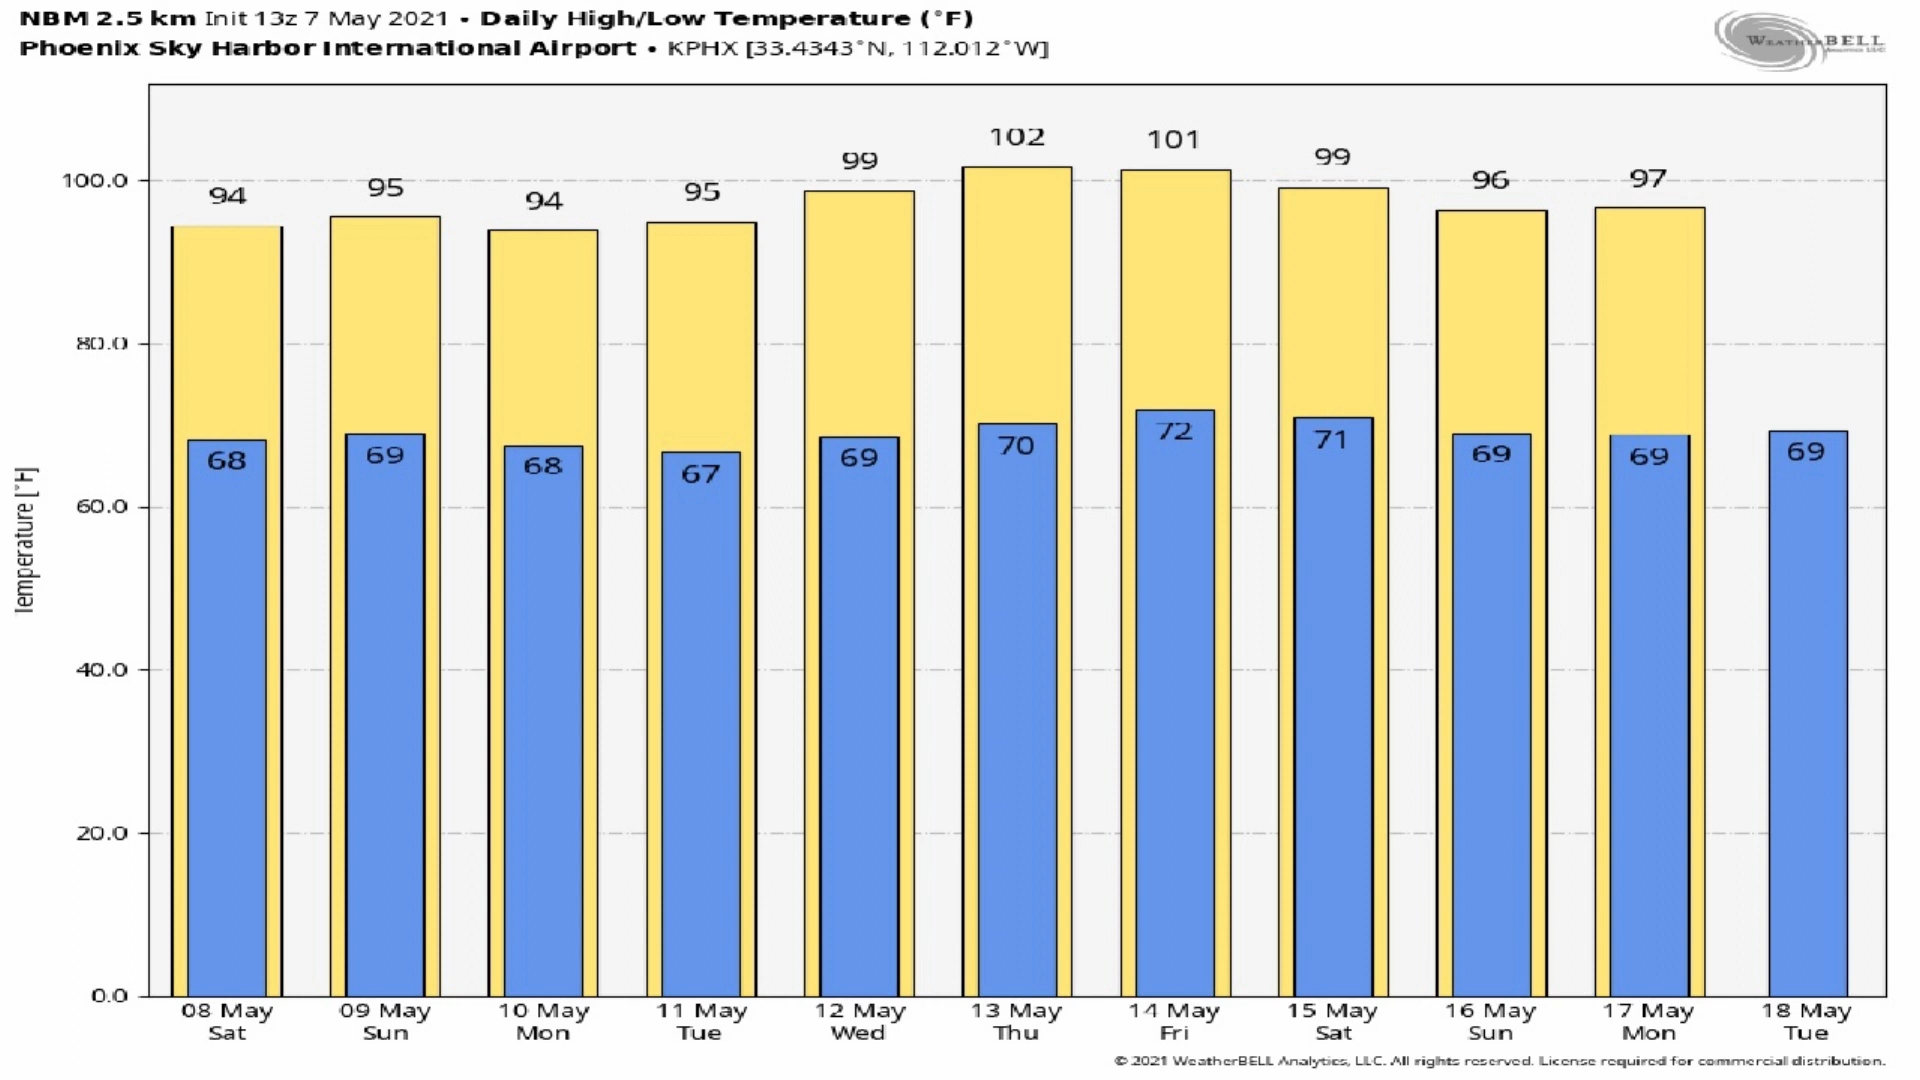 NBM 2.5 km Init 13z 7 May 2021 • Daily High/Low Temperature (°F)
Phoenix Sky Harbor International Airport • KPHX [33.4343°N, 112.012°W]
WEATHERBELL
Analytics LLC
Temperature [°F]
100.0
80.0
60.0
40.0
20.0
0.0
94 95 94 95 99 102 101 99 96 97
68 69 68 67 69 70 72 71 69 69 69
08 May 09 May 10 May 11 May 12 May 13 May 14 May 15 May 16 May 17 May 18 May
Sat Sun Mon Tue Wed Thu Fri Sat Sun Mon Tue
© 2021 WeatherBELL Analytics, LLC. All rights reserved. License required for commercial distribution.